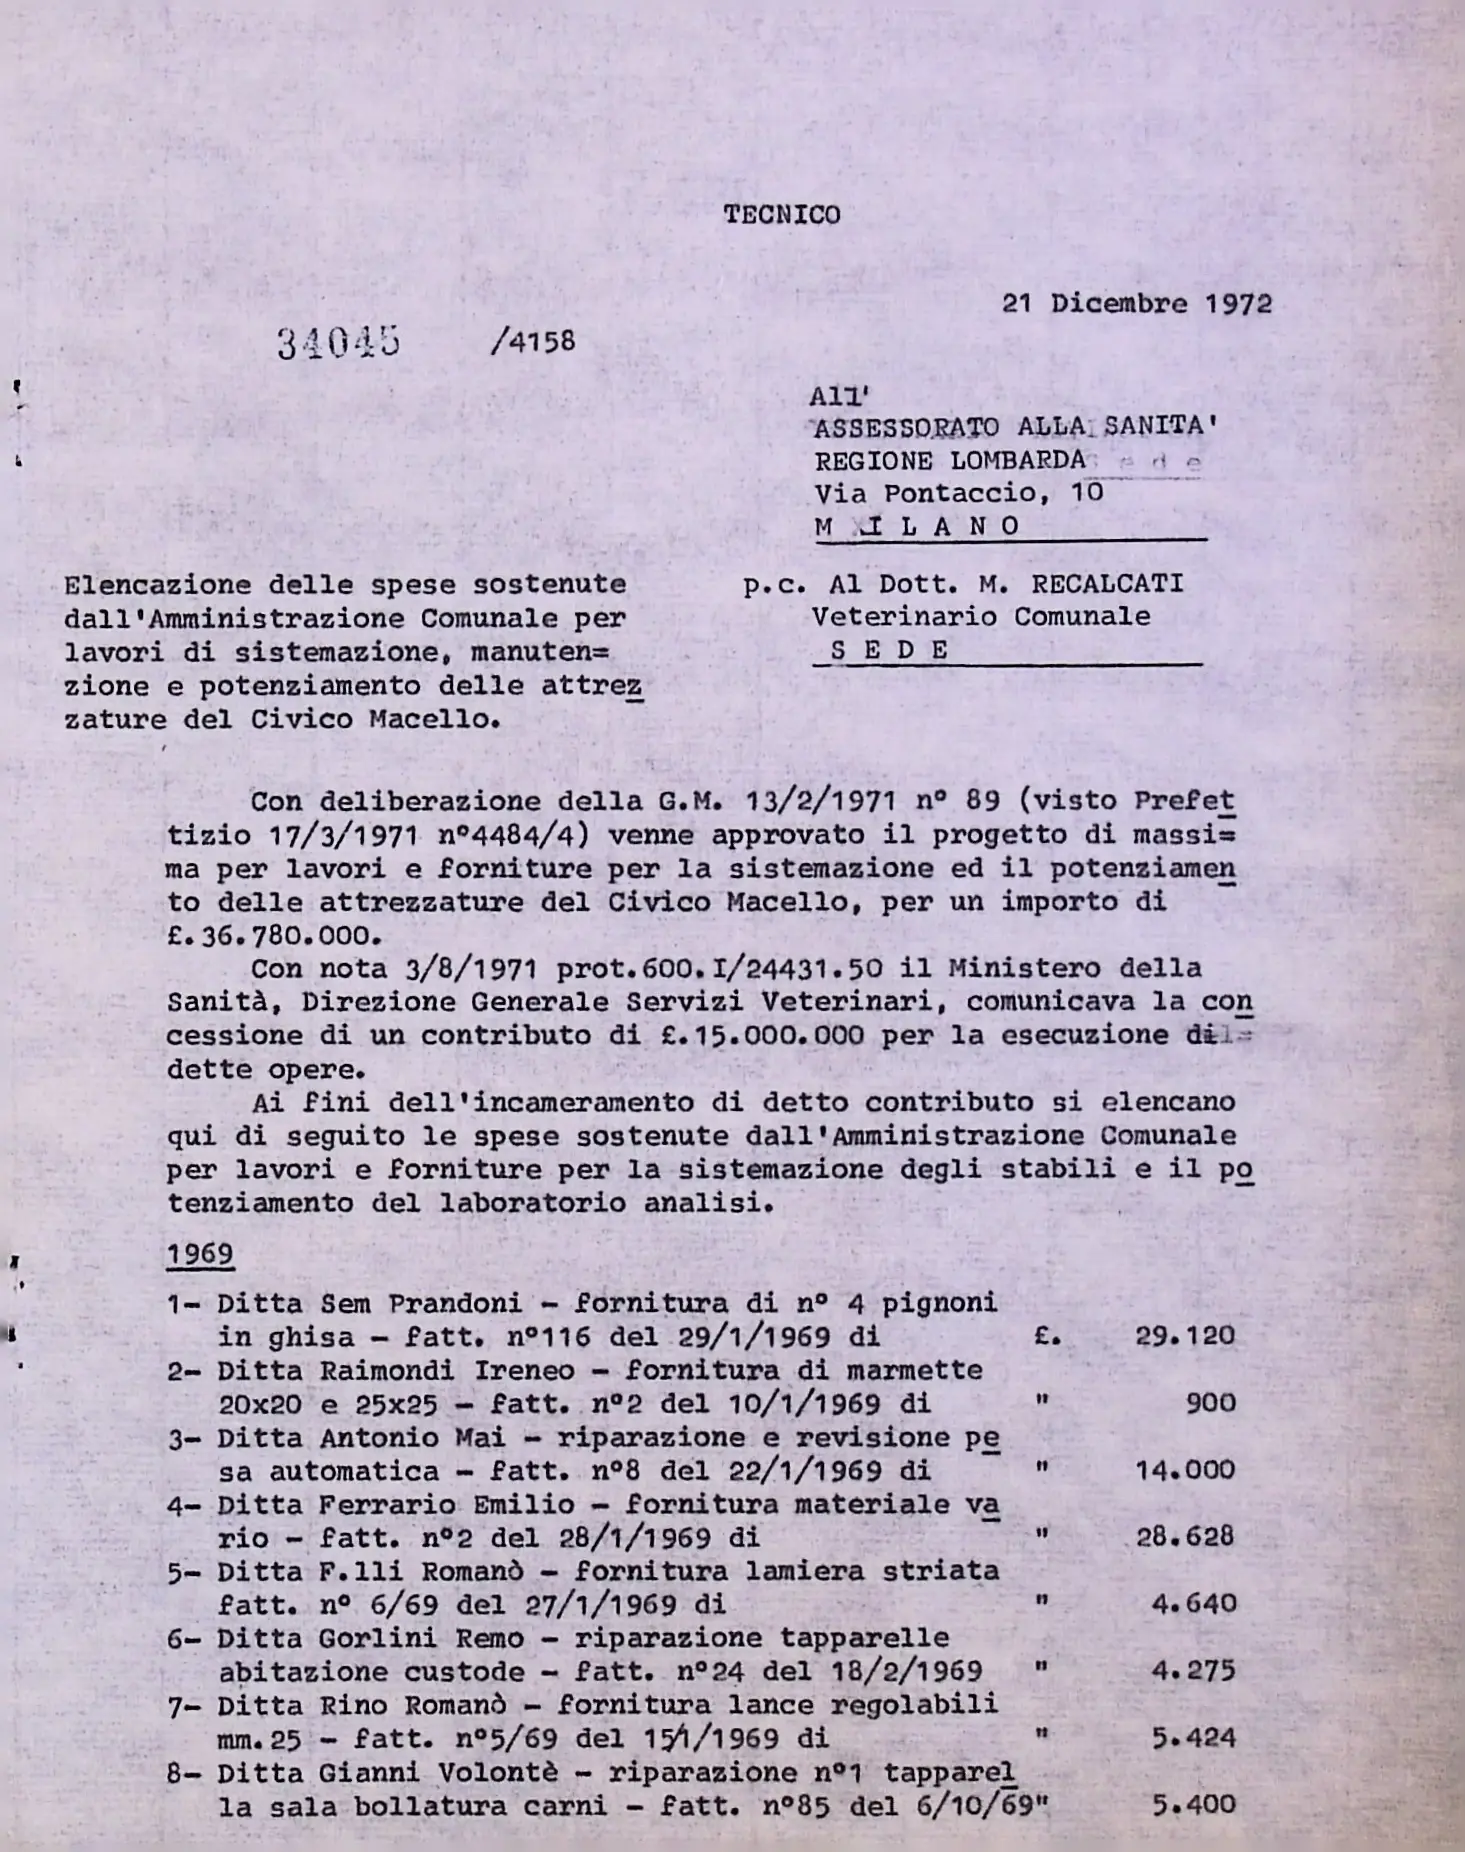 TECNICO
21 Dicembre 1972
34045 /4158
All'
ASSESSORATO ALLA SANITA'
REGIONE LOMBARDA
Via Pontaccio, 10
M I L A N O
Elencazione delle spese sostenute
dall'Amministrazione Comunale per
lavori di sistemazione, manuten=
zione e potenziamento delle attrez
zature del Civico Macello.
p.c. Al Dott. M. RECALCATI
Veterinario Comunale
S E D E
Con deliberazione della G.M. 13/2/1971 n° 89 (visto Prefet
tizio 17/3/1971 n°4484/4) venne approvato il progetto di massi=
ma per lavori e forniture per la sistemazione ed il potenziamen
to delle attrezzature del Civico Macello, per un importo di
£.36.780.000.
Con nota 3/8/1971 prot.600.I/24431.50 il Ministero della
Sanità, Direzione Generale Servizi Veterinari, comunicava la con
cessione di un contributo di £.15.000.000 per la esecuzione di
dette opere.
Ai fini dell'incameramento di detto contributo si elencano
qui di seguito le spese sostenute dall'Amministrazione Comunale
per lavori e forniture per la sistemazione degli stabili e il po
tenziamento del laboratorio analisi.
1969
1- Ditta Sem Prandoni - fornitura di n° 4 pignoni
in ghisa - fatt. n°116 del 29/1/1969 di £. 29.120
2- Ditta Raimondi Ireneo - fornitura di marmette
20x20 e 25x25 - fatt. n°2 del 10/1/1969 di " 900
3- Ditta Antonio Mai - riparazione e revisione pe
sa automatica - fatt. n°8 del 22/1/1969 di " 14.000
4- Ditta Ferrario Emilio - fornitura materiale va
rio - fatt. n°2 del 28/1/1969 di " 28.628
5- Ditta F.lli Romanò - fornitura lamiera striata
fatt. n° 6/69 del 27/1/1969 di " 4.640
6- Ditta Gorlini Remo - riparazione tapparelle
abitazione custode - fatt. n°24 del 18/2/1969 " 4.275
7- Ditta Rino Romanò - fornitura lance regolabili
mm.25 - fatt. n°5/69 del 15/1/1969 di " 5.424
8- Ditta Gianni Volontè - riparazione n°1 tapparel
la sala bollatura carni - fatt. n°85 del 6/10/69" 5.400